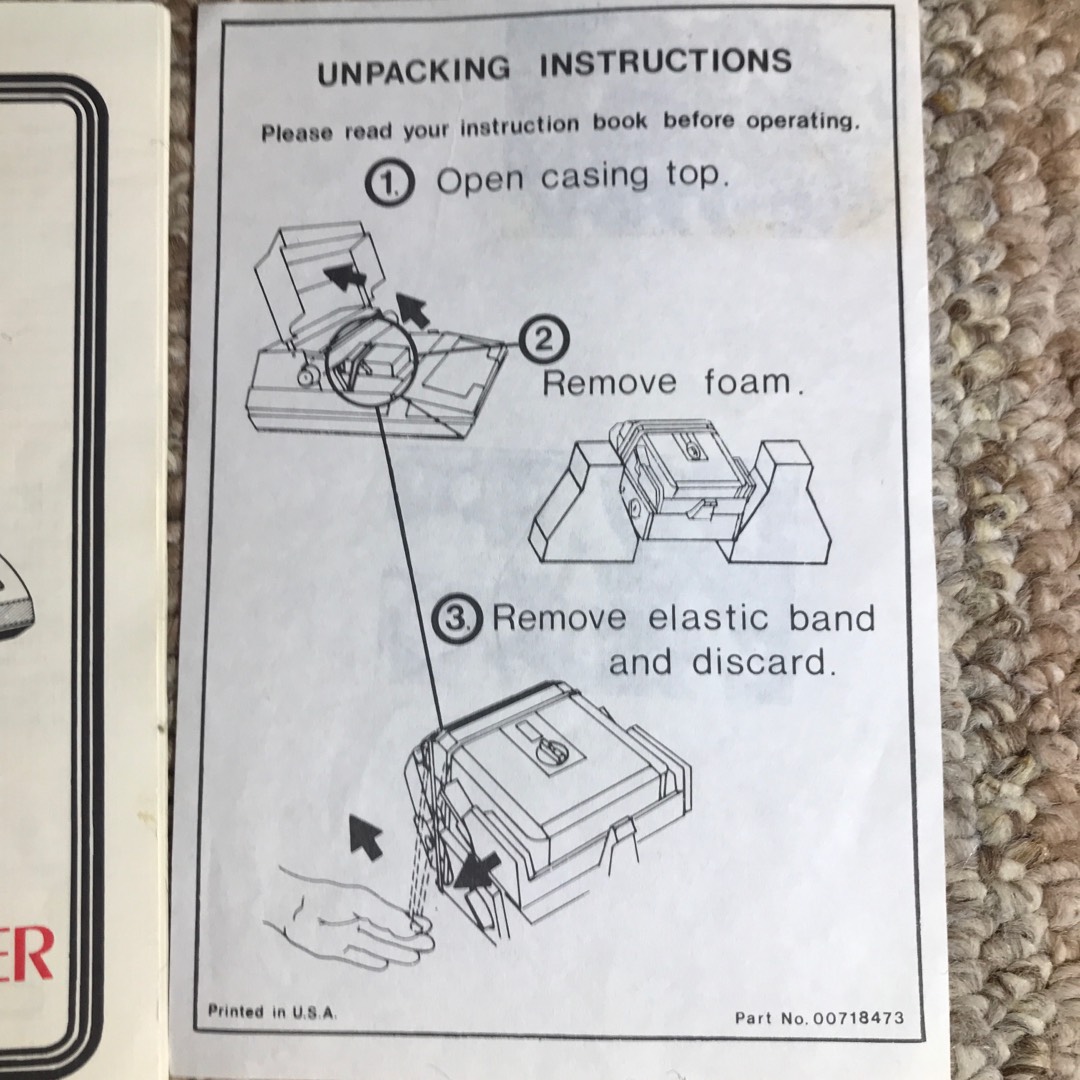 UNPACKING INSTRUCTIONS
Please read your instruction book before operating.
1. Open casing top.
2
Remove foam.
3. Remove elastic band
and discard.
ER
Printed in U.S.A.
Part No. 00718473